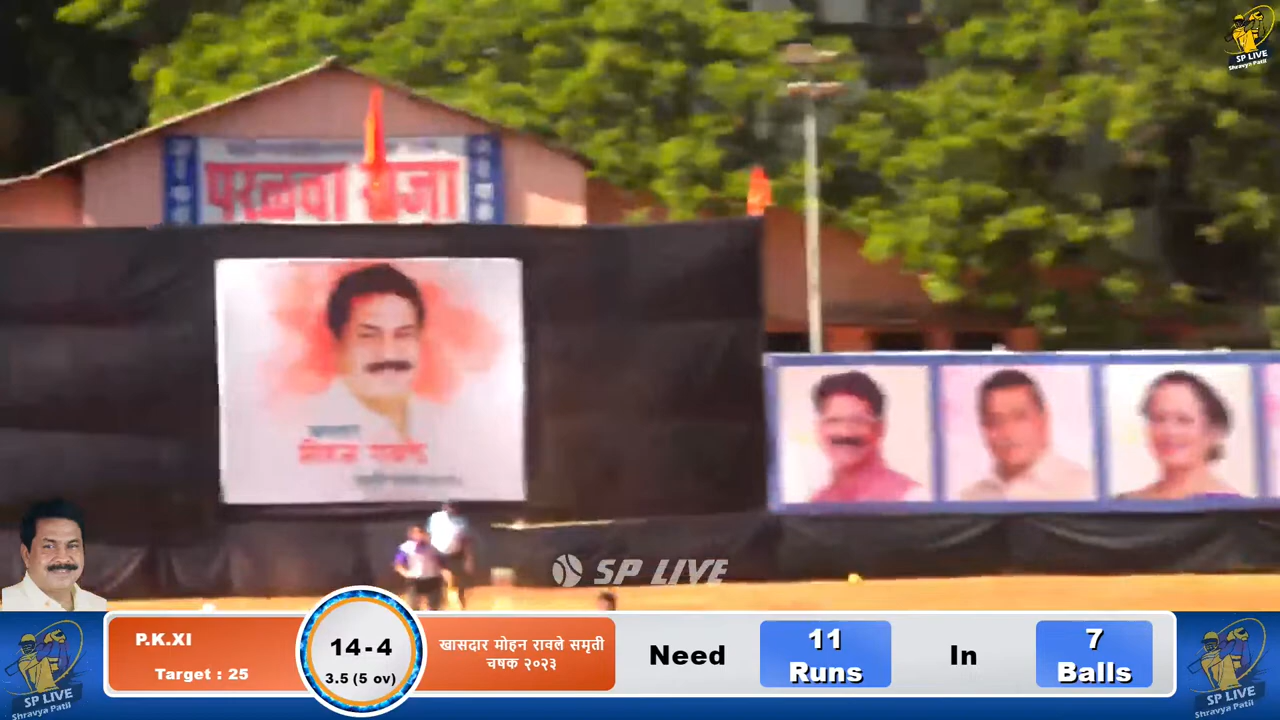 SP LIVE
Shravya Patil
परळचा राजा
SP LIVE
P.K.XI
Target : 25
14-4
3.5 (5 ov)
खासदार मोहन रावले समृती
चषक २०२३
Need
11
Runs
In
7
Balls
SP LIVE
Shravya Patil
SP LIVE
Shravya Patil